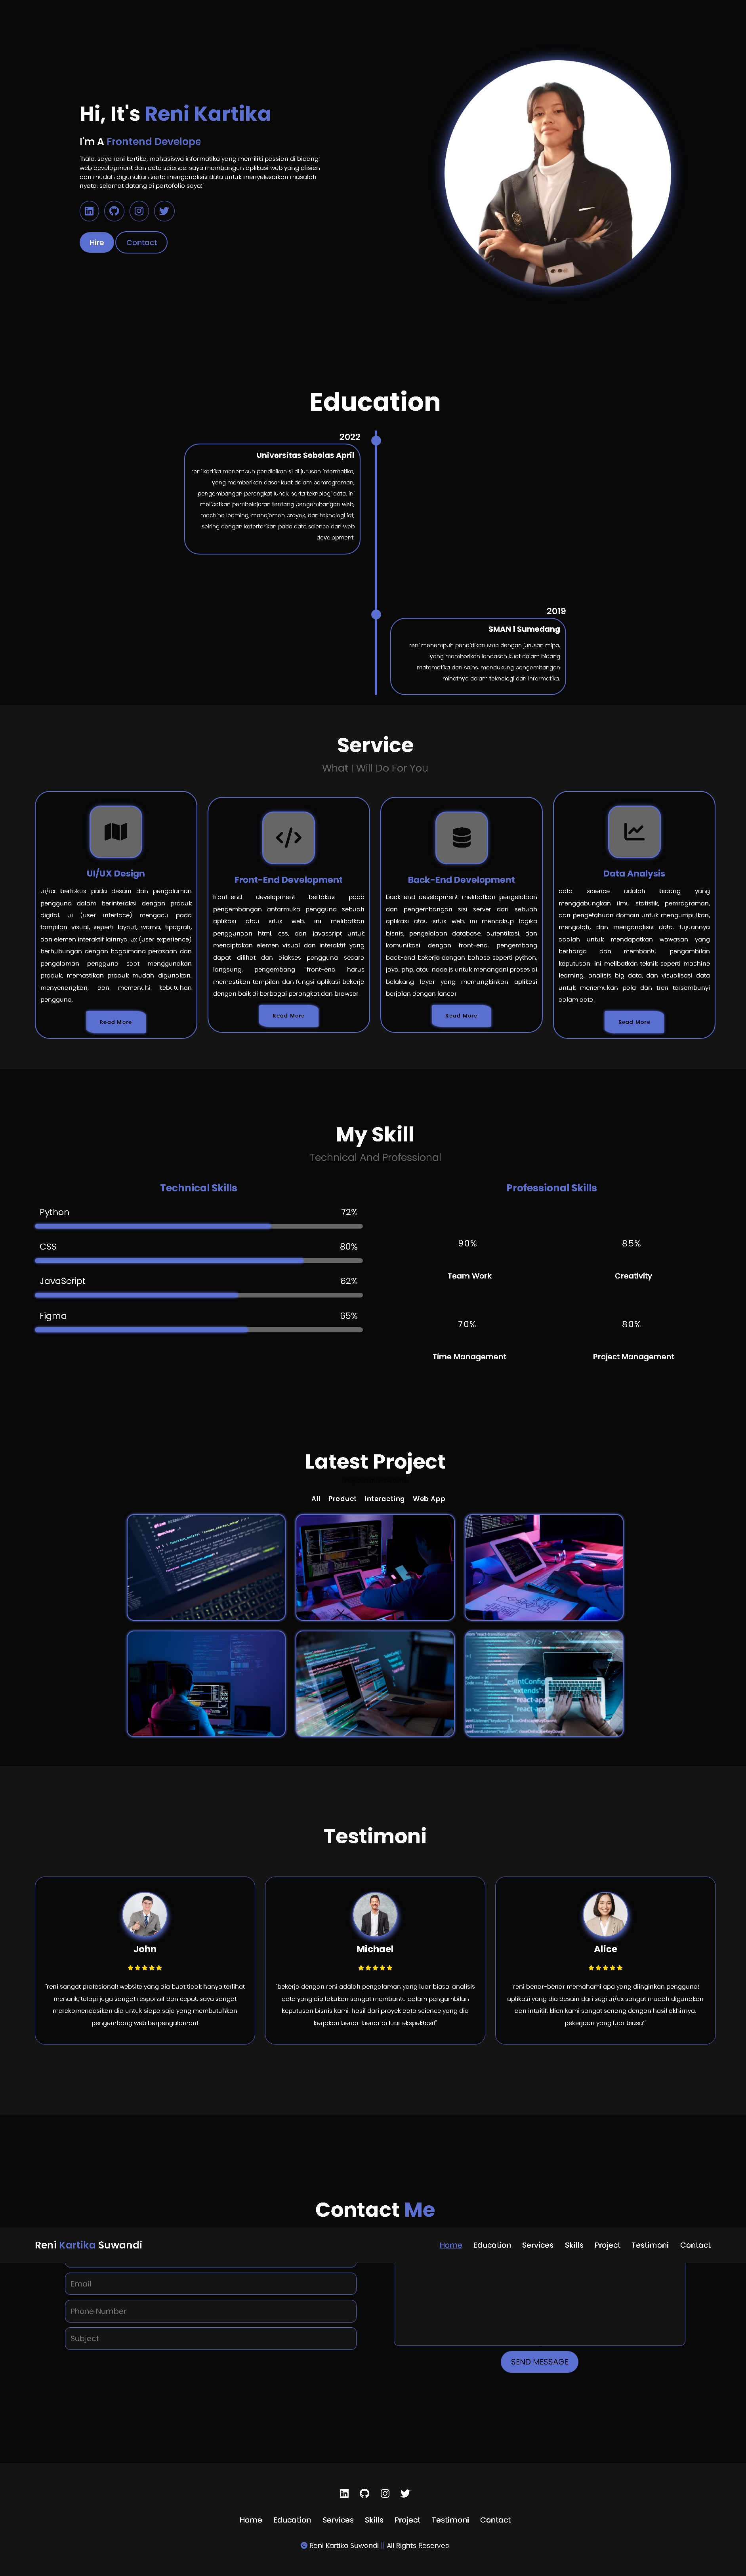 Hi, It's Reni Kartika
I'm A Frontend Develope
"halo, saya reni kartika, mahasiswa informatika yang memiliki passion di bidang
web development dan data science. saya membangun aplikasi web yang efisien
dan mudah digunakan serta menganalisis data untuk menyelesaikan masalah
nyata. selamat datang di portofolio saya!"
Hire
Contact
Education
2022
Universitas Sebelas April
reni kartika menempuh pendidikan s1 di jurusan informatika,
yang memberikan dasar kuat dalam pemrograman,
pengembangan perangkat lunak, serta teknologi data. ini
melibatkan pembelajaran tentang pengembangan web,
machine learning, manajemen proyek, dan teknologi iot,
seiring dengan ketertarikan pada data science dan web
development.
2019
SMAN 1 Sumedang
reni menempuh pendidikan sma dengan jurusan mipa,
yang memberikan landasan kuat dalam bidang
matematika dan sains, mendukung pengembangan
minatnya dalam teknologi dan informatika.
Service
What I Will Do For You
UI/UX Design
ui/ux berfokus pada desain dan pengalaman
pengguna dalam berinteraksi dengan produk
digital. ui (user interface) mengacu pada
tampilan visual, seperti layout, warna, tipografi,
dan elemen interaktif lainnya. ux (user experience)
berhubungan dengan bagaimana perasaan dan
pengalaman pengguna saat menggunakan
produk, memastikan produk mudah digunakan,
menyenangkan, dan memenuhi kebutuhan
pengguna.
Read More
Front-End Development
front-end development berfokus pada
pengembangan antarmuka pengguna sebuah
aplikasi atau situs web. ini melibatkan
penggunaan html, css, dan javascript untuk
menciptakan elemen visual dan interaktif yang
dapat dilihat dan diakses pengguna secara
langsung. pengembang front-end harus
memastikan tampilan dan fungsi aplikasi bekerja
dengan baik di berbagai perangkat dan browser.
Read More
Back-End Development
back-end development melibatkan pengelolaan
dan pengembangan sisi server dari sebuah
aplikasi atau situs web. ini mencakup logika
bisnis, pengelolaan database, autentikasi, dan
komunikasi dengan front-end. pengembang
back-end bekerja dengan bahasa seperti python,
java, php, atau node.js untuk menangani proses di
belakang layar yang memungkinkan aplikasi
berjalan dengan lancar
Read More
Data Analysis
data science adalah bidang yang
menggabungkan ilmu statistik, pemrograman,
dan pengetahuan domain untuk mengumpulkan,
mengolah, dan menganalisis data. tujuannya
adalah untuk mendapatkan wawasan yang
berharga dan membantu pengambilan
keputusan. ini melibatkan teknik seperti machine
learning, analisis big data, dan visualisasi data
untuk menemukan pola dan tren tersembunyi
dalam data.
Read More
My Skill
Technical And Professional
Technical Skills
Python 72%
CSS 80%
JavaScript 62%
Figma 65%
Professional Skills
90%
Team Work
85%
Creativity
70%
Time Management
80%
Project Management
Latest Project
All Product Interacting Web App
"eslintConfig
"extends":
"react-app"
Testimoni
John
"reni sangat profesional! website yang dia buat tidak hanya terlihat
menarik, tetapi juga sangat responsif dan cepat. saya sangat
merekomendasikan dia untuk siapa saja yang membutuhkan
pengembang web berpengalaman!
Michael
"bekerja dengan reni adalah pengalaman yang luar biasa. analisis
data yang dia lakukan sangat membantu dalam pengambilan
keputusan bisnis kami. hasil dari proyek data science yang dia
kerjakan benar-benar di luar ekspektasi!"
Alice
"reni benar-benar memahami apa yang diinginkan pengguna!
aplikasi yang dia desain dari segi ui/ux sangat mudah digunakan
dan intuitif. klien kami sangat senang dengan hasil akhirnya.
pekerjaan yang luar biasa!"
Contact Me
Reni Kartika Suwandi
Home Education Services Skills Project Testimoni Contact
Email
Phone Number
Subject
SEND MESSAGE
Home Education Services Skills Project Testimoni Contact
© Reni Kartika Suwandi || All Rights Reserved